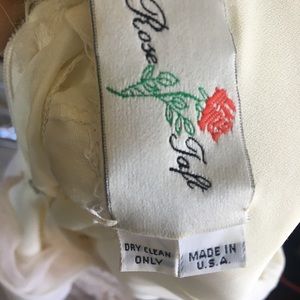 Rose
Taft
DRY CLEAN
ONLY
MADE IN
U.S.A.